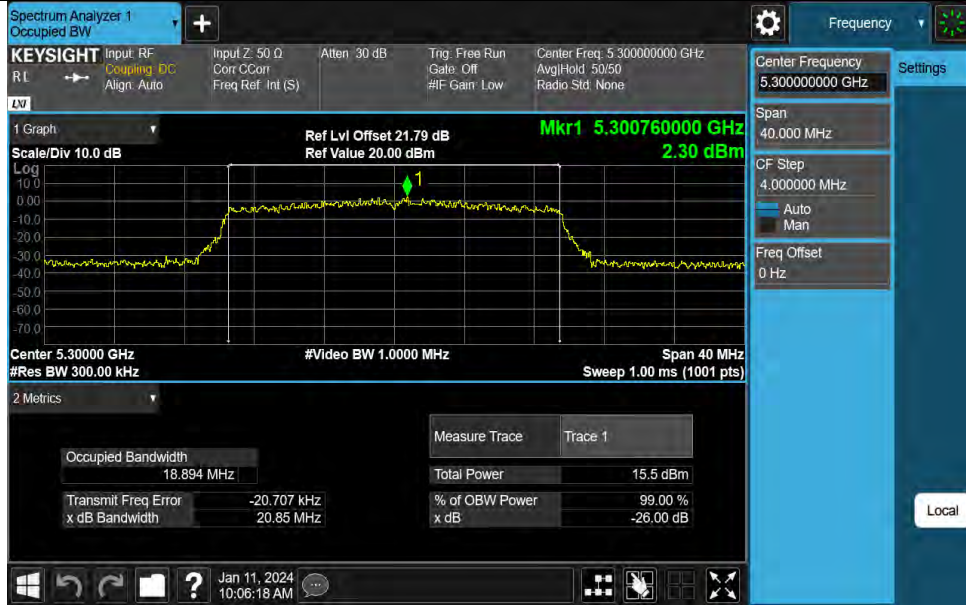 Spectrum Analyzer 1
Occupied BW
+
Frequency
KEYSIGHT
RL
LXI
Input: RF
Coupling: DC
Align: Auto
Input Z: 50 Ω
Corr CCorr
Freq Ref: Int (S)
Atten: 30 dB
Trig: Free Run
Gate: Off
#IF Gain: Low
Center Freq: 5.300000000 GHz
Avg|Hold: 50/50
Radio Std: None
Center Frequency
5.300000000 GHz
Settings
Span
40.000 MHz
CF Step
4.000000 MHz
Auto
Man
Freq Offset
0 Hz
Local
1 Graph
Scale/Div 10.0 dB
Ref Lvl Offset 21.79 dB
Ref Value 20.00 dBm
Mkr1 5.300760000 GHz
2.30 dBm
Log
10.0
0.00
-10.0
-20.0
-30.0
-40.0
-50.0
-60.0
-70.0
1
Center 5.30000 GHz
#Video BW 1.0000 MHz
Span 40 MHz
#Res BW 300.00 kHz
Sweep 1.00 ms (1001 pts)
2 Metrics
Measure Trace
Trace 1
Occupied Bandwidth
18.894 MHz
Total Power
15.5 dBm
Transmit Freq Error
-20.707 kHz
% of OBW Power
99.00 %
x dB Bandwidth
20.85 MHz
x dB
-26.00 dB
?
Jan 11, 2024
10:06:18 AM